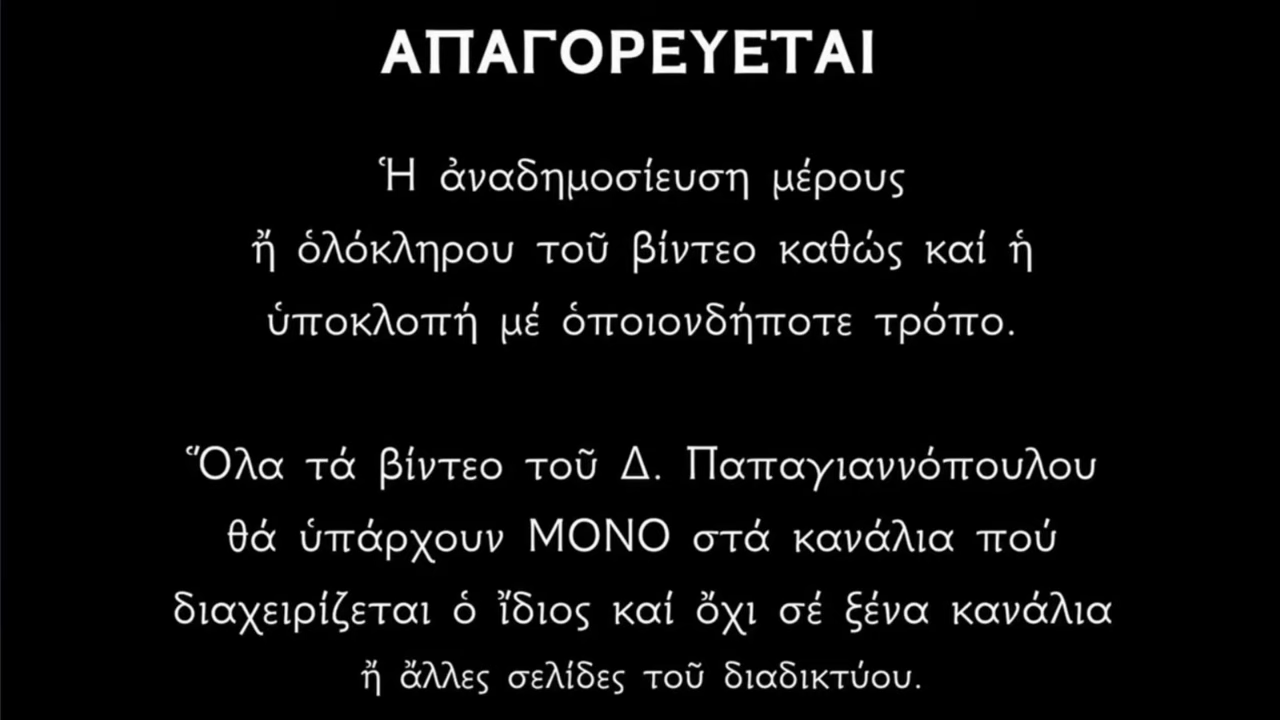 ΑΠΑΓΟΡΕΥΕΤΑΙ
Ἡ ἀναδημοσίευση μέρους
ἤ ὁλόκληρου τοῦ βίντεο καθώς καί ἡ
ὑποκλοπή μέ ὁποιονδήποτε τρόπο.
Ὅλα τά βίντεο τοῦ Δ. Παπαγιαννόπουλου
θά ὑπάρχουν ΜΟΝΟ στά κανάλια πού
διαχειρίζεται ὁ ἴδιος καί ὄχι σέ ξένα κανάλια
ἤ ἄλλες σελίδες τοῦ διαδικτύου.